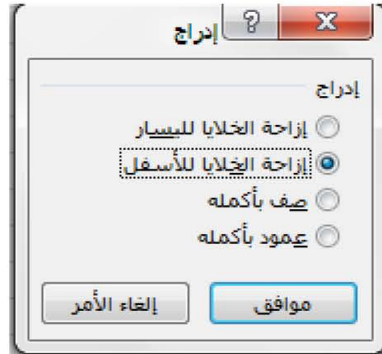 إدراج
إدراج
إزاحة الخلايا لليسار
إزاحة الخلايا للأسفل
صف بأكمله
عمود بأكمله
موافق
إلغاء الأمر